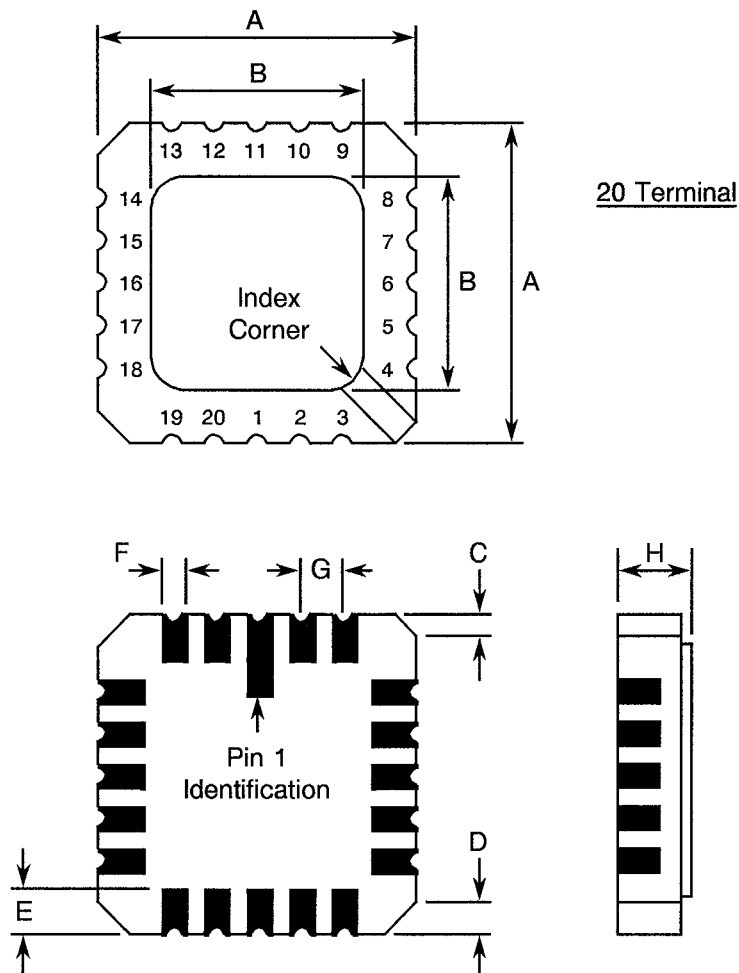 A
B
13 12 11 10 9
20 Terminal
14 8
15 7
16 6
B A
Index
Corner
17 5
18 4
19 20 1 2 3
F G C H
Pin 1
Identification
D
E